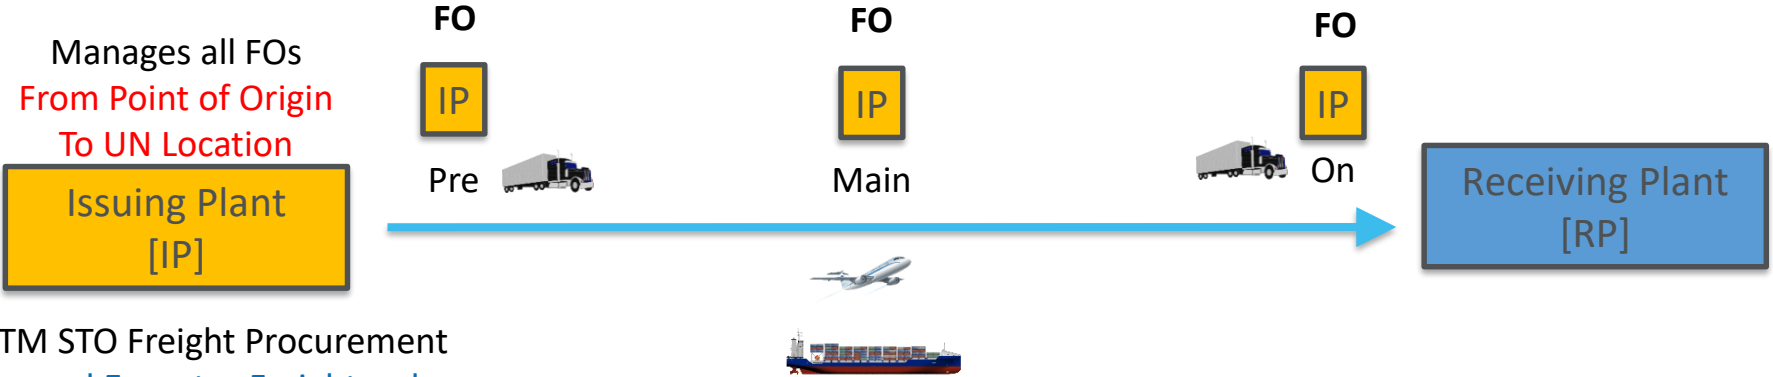 Manages all FOs
From Point of Origin
To UN Location
Issuing Plant
[IP]
FO
IP
Pre
FO
IP
Main
FO
IP
On
Receiving Plant
[RP]
TM STO Freight Procurement